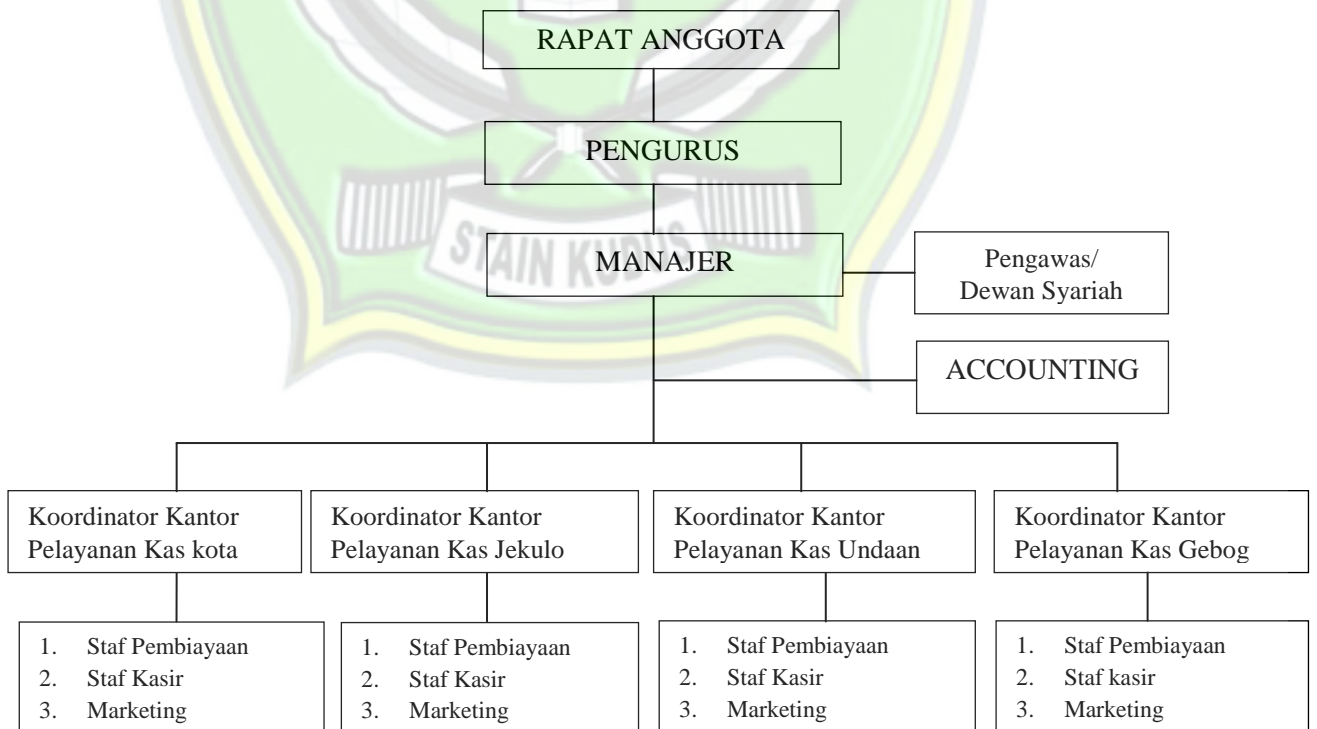 RAPAT ANGGOTA
PENGURUS
STAIN KUDUS
MANAJER
Pengawas/
Dewan Syariah
ACCOUNTING
Koordinator Kantor
Pelayanan Kas kota
Koordinator Kantor
Pelayanan Kas Jekulo
Koordinator Kantor
Pelayanan Kas Undaan
Koordinator Kantor
Pelayanan Kas Gebog
1. Staf Pembiayaan
2. Staf Kasir
3. Marketing
1. Staf Pembiayaan
2. Staf Kasir
3. Marketing
1. Staf Pembiayaan
2. Staf Kasir
3. Marketing
1. Staf Pembiayaan
2. Staf kasir
3. Marketing